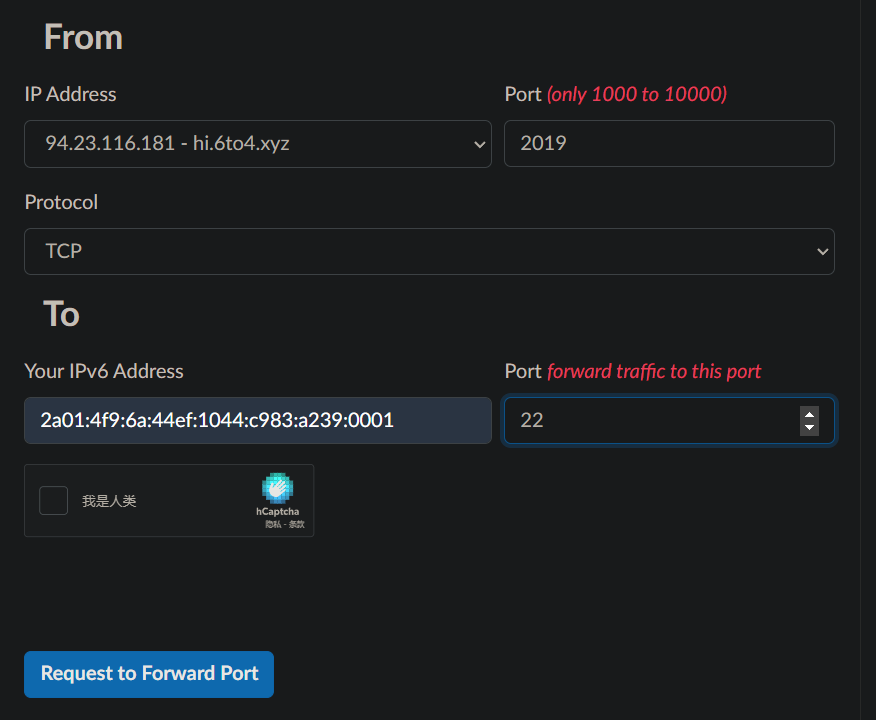 From
IP Address
Port (only 1000 to 10000)
94.23.116.181 - hi.6to4.xyz
2019
Protocol
TCP
To
Your IPv6 Address
Port forward traffic to this port
2a01:4f9:6a:44ef:1044:c983:a239:0001
22
我是人类
hCaptcha
隐私 - 条款
Request to Forward Port